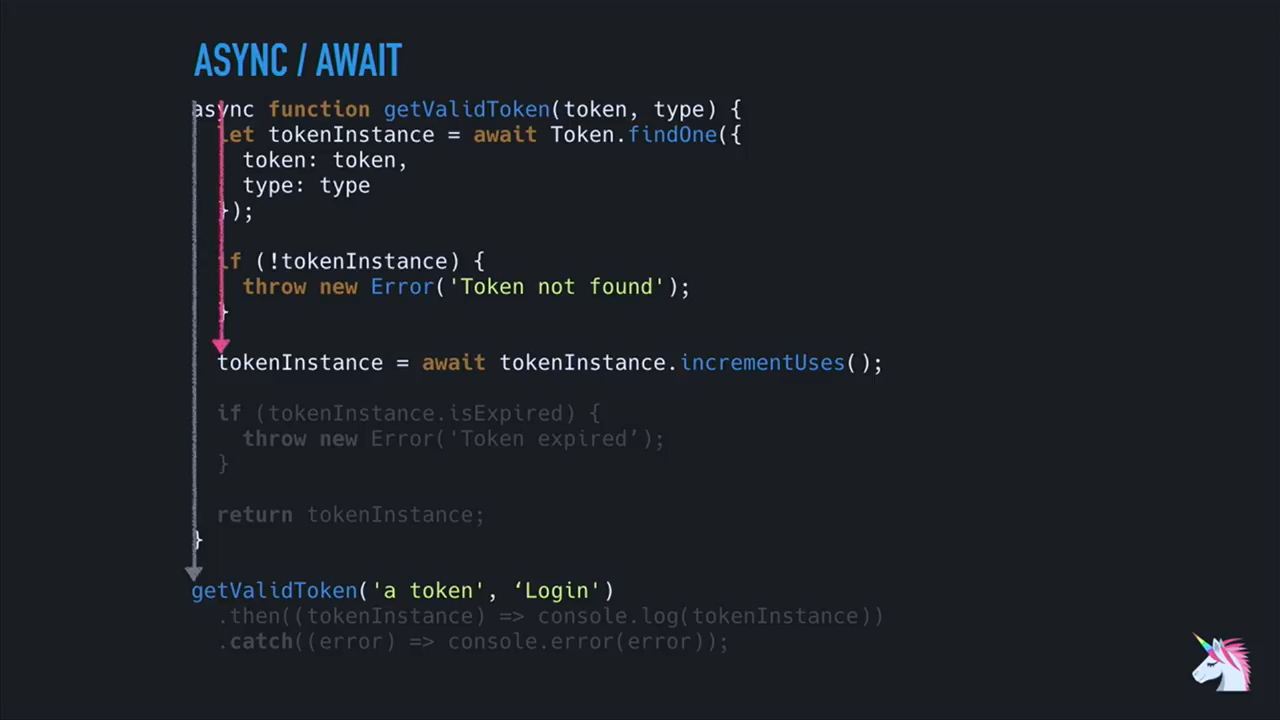 ASYNC / AWAIT
async function getValidToken(token, type) {
let tokenInstance = await Token.findOne({
token: token,
type: type
});
if (!tokenInstance) {
throw new Error('Token not found');
}
tokenInstance = await tokenInstance.incrementUses();
if (tokenInstance.isExpired) {
throw new Error('Token expired’);
}
return tokenInstance;
}
getValidToken('a token', ‘Login')
.then((tokenInstance) => console.log(tokenInstance))
.catch((error) => console.error(error));